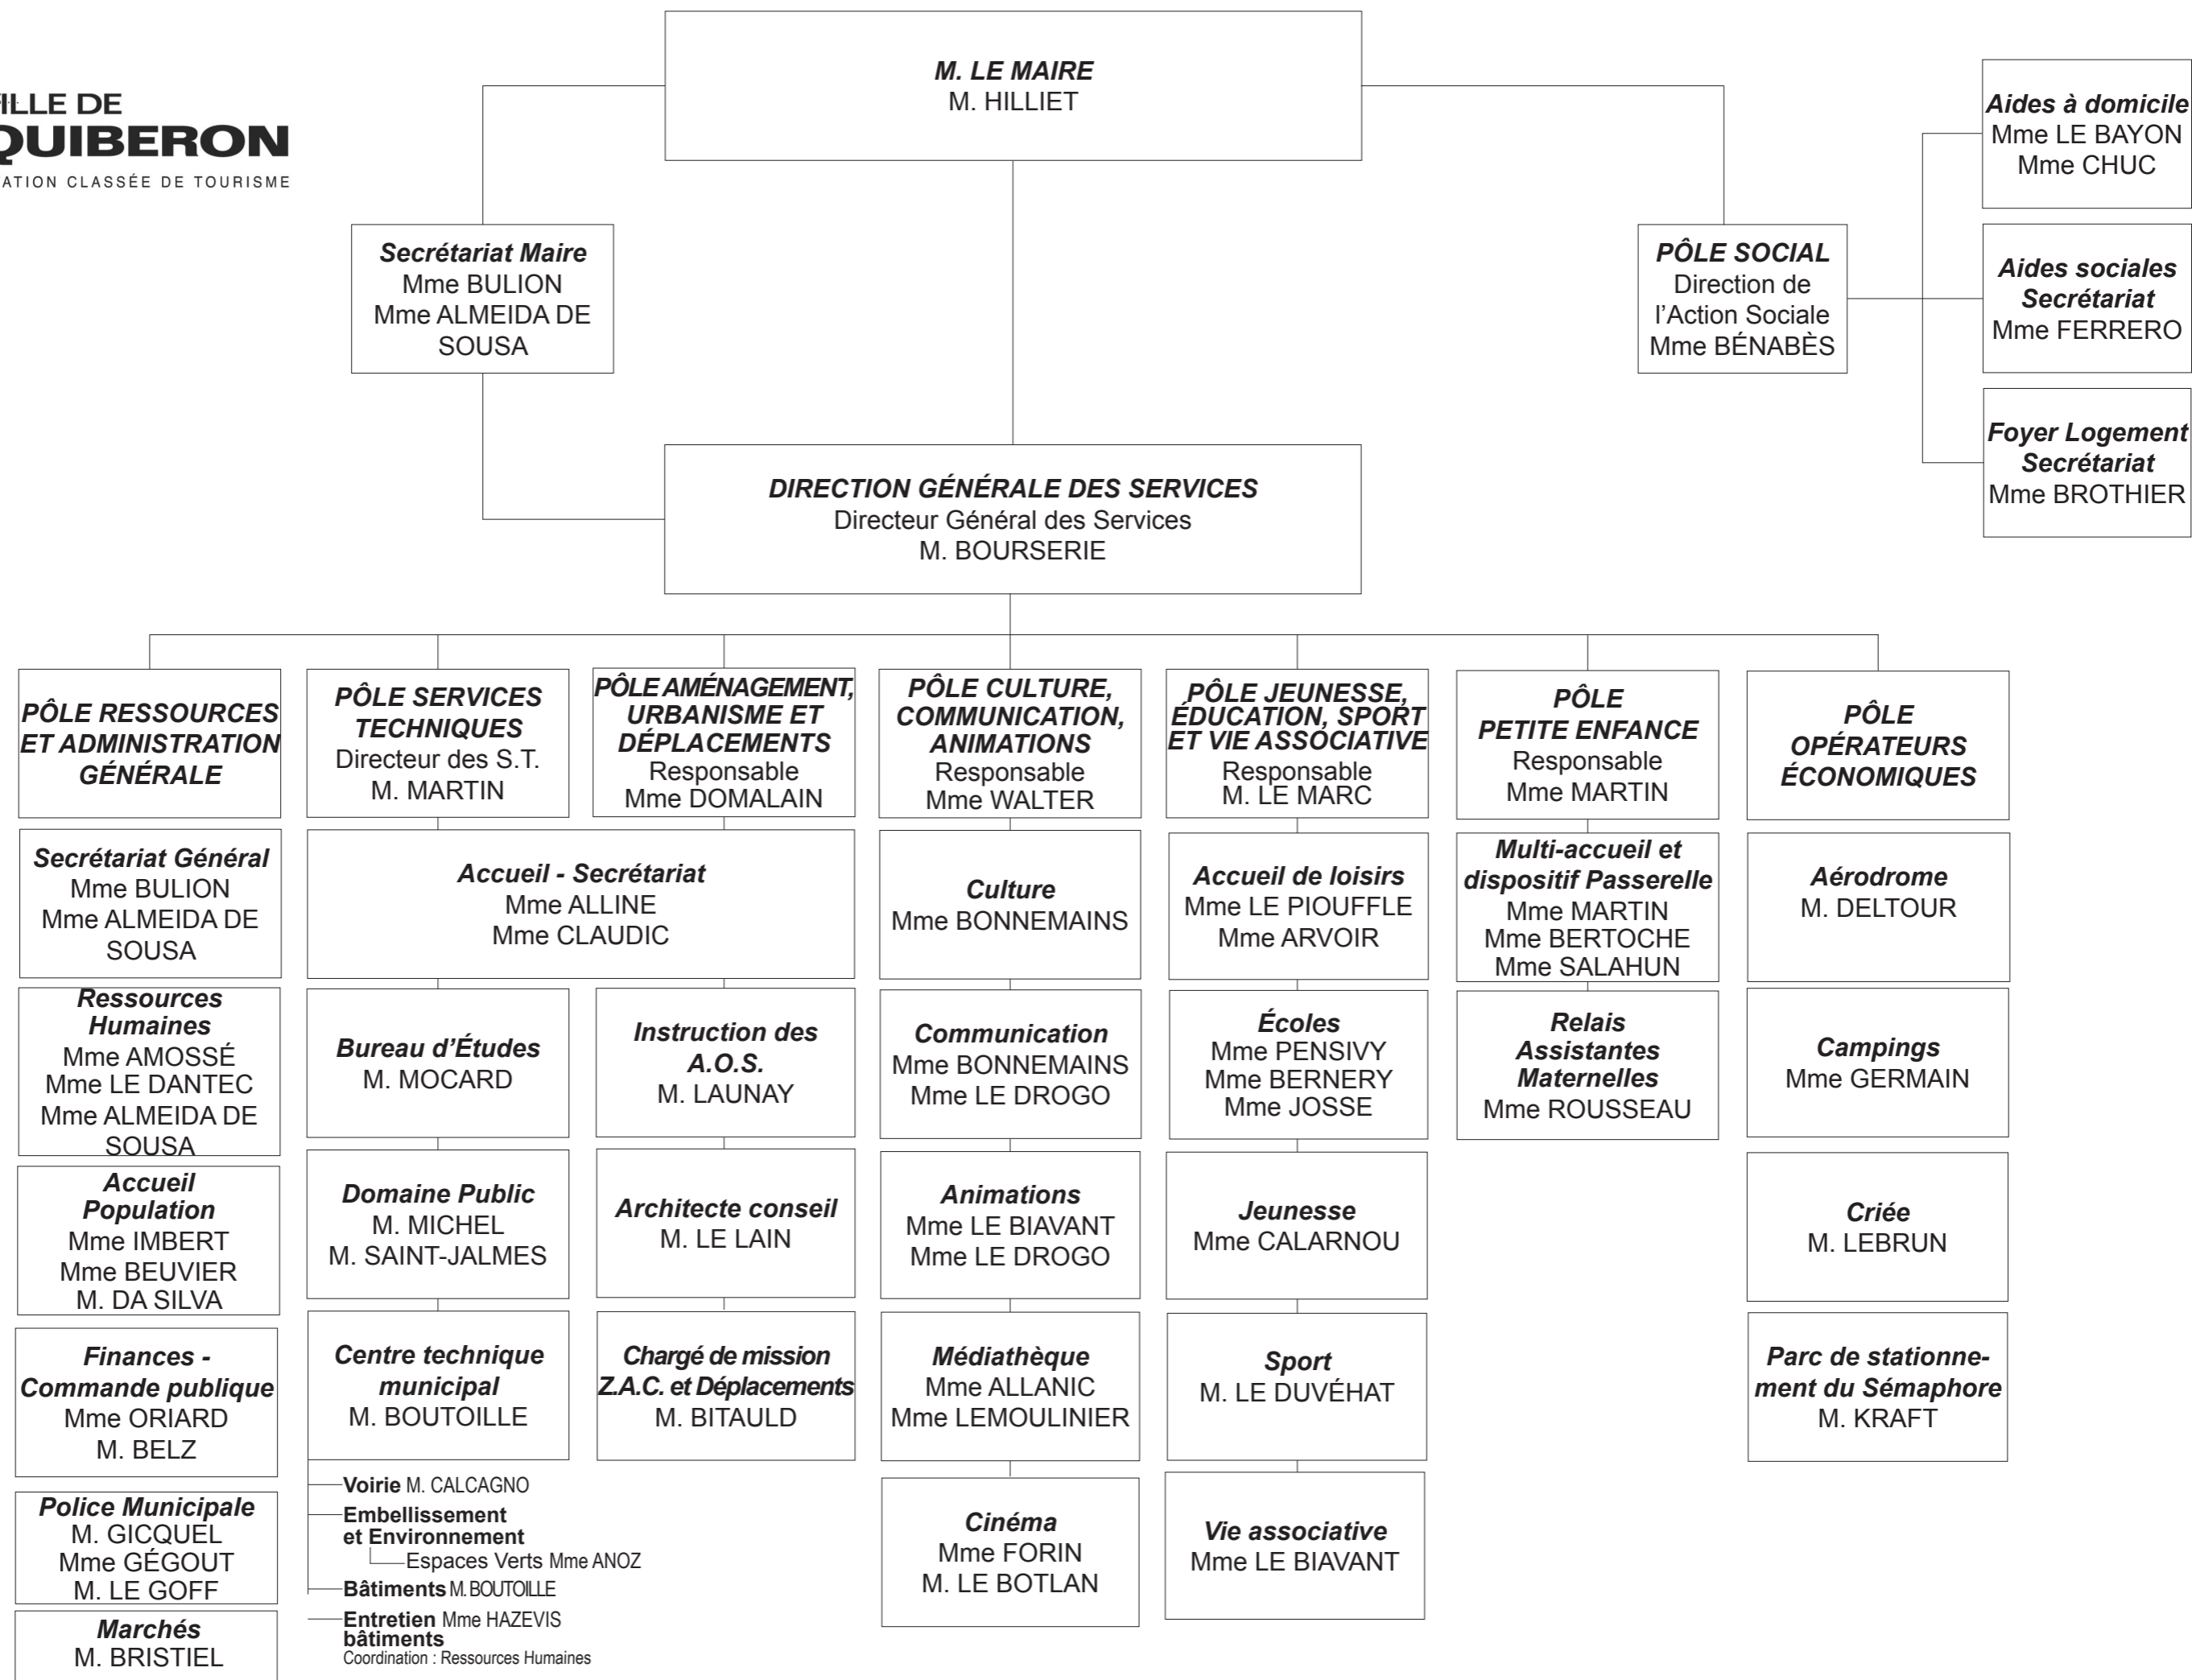 VILLE DE
QUIBERON
STATION CLASSÉE DE TOURISME
M. LE MAIRE
M. HILLIET
Secrétariat Maire
Mme BULION
Mme ALMEIDA DE
SOUSA
PÔLE SOCIAL
Direction de
l'Action Sociale
Mme BÉNABÈS
Aides à domicile
Mme LE BAYON
Mme CHUC
Aides sociales
Secrétariat
Mme FERRERO
Foyer Logement
Secrétariat
Mme BROTHIER
DIRECTION GÉNÉRALE DES SERVICES
Directeur Général des Services
M. BOURSERIE
PÔLE RESSOURCES
ET ADMINISTRATION
GÉNÉRALE
Secrétariat Général
Mme BULION
Mme ALMEIDA DE
SOUSA
Ressources
Humaines
Mme AMOSSÉ
Mme LE DANTEC
Mme ALMEIDA DE
SOUSA
Accueil
Population
Mme IMBERT
Mme BEUVIER
M. DA SILVA
Finances -
Commande publique
Mme ORIARD
M. BELZ
Police Municipale
M. GICQUEL
Mme GÉGOUT
M. LE GOFF
Marchés
M. BRISTIEL
PÔLE SERVICES
TECHNIQUES
Directeur des S.T.
M. MARTIN
PÔLE AMÉNAGEMENT,
URBANISME ET
DÉPLACEMENTS
Responsable
Mme DOMALAIN
Accueil - Secrétariat
Mme ALLINE
Mme CLAUDIC
Bureau d'Études
M. MOCARD
Domaine Public
M. MICHEL
M. SAINT-JALMES
Centre technique
municipal
M. BOUTOILLE
Voirie M. CALCAGNO
Embellissement
et Environnement
Espaces Verts Mme ANOZ
Bâtiments M. BOUTOILLE
Entretien Mme HAZEVIS
bâtiments
Coordination : Ressources Humaines
Instruction des
A.O.S.
M. LAUNAY
Architecte conseil
M. LE LAIN
Chargé de mission
Z.A.C. et Déplacements
M. BITAULD
PÔLE CULTURE,
COMMUNICATION,
ANIMATIONS
Responsable
Mme WALTER
Culture
Mme BONNEMAINS
Communication
Mme BONNEMAINS
Mme LE DROGO
Animations
Mme LE BIAVANT
Mme LE DROGO
Médiathèque
Mme ALLANIC
Mme LEMOULINIER
Cinéma
Mme FORIN
M. LE BOTLAN
PÔLE JEUNESSE,
ÉDUCATION, SPORT
ET VIE ASSOCIATIVE
Responsable
M. LE MARC
Accueil de loisirs
Mme LE PIOUFFLE
Mme ARVOIR
Écoles
Mme PENSIVY
Mme BERNERY
Mme JOSSE
Jeunesse
Mme CALARNOU
Sport
M. LE DUVÉHAT
Vie associative
Mme LE BIAVANT
PÔLE
PETITE ENFANCE
Responsable
Mme MARTIN
Multi-accueil et
dispositif Passerelle
Mme MARTIN
Mme BERTOCHE
Mme SALAHUN
Relais
Assistantes
Maternelles
Mme ROUSSEAU
PÔLE
OPÉRATEURS
ÉCONOMIQUES
Aérodrome
M. DELTOUR
Campings
Mme GERMAIN
Criée
M. LEBRUN
Parc de stationne-
ment du Sémaphore
M. KRAFT